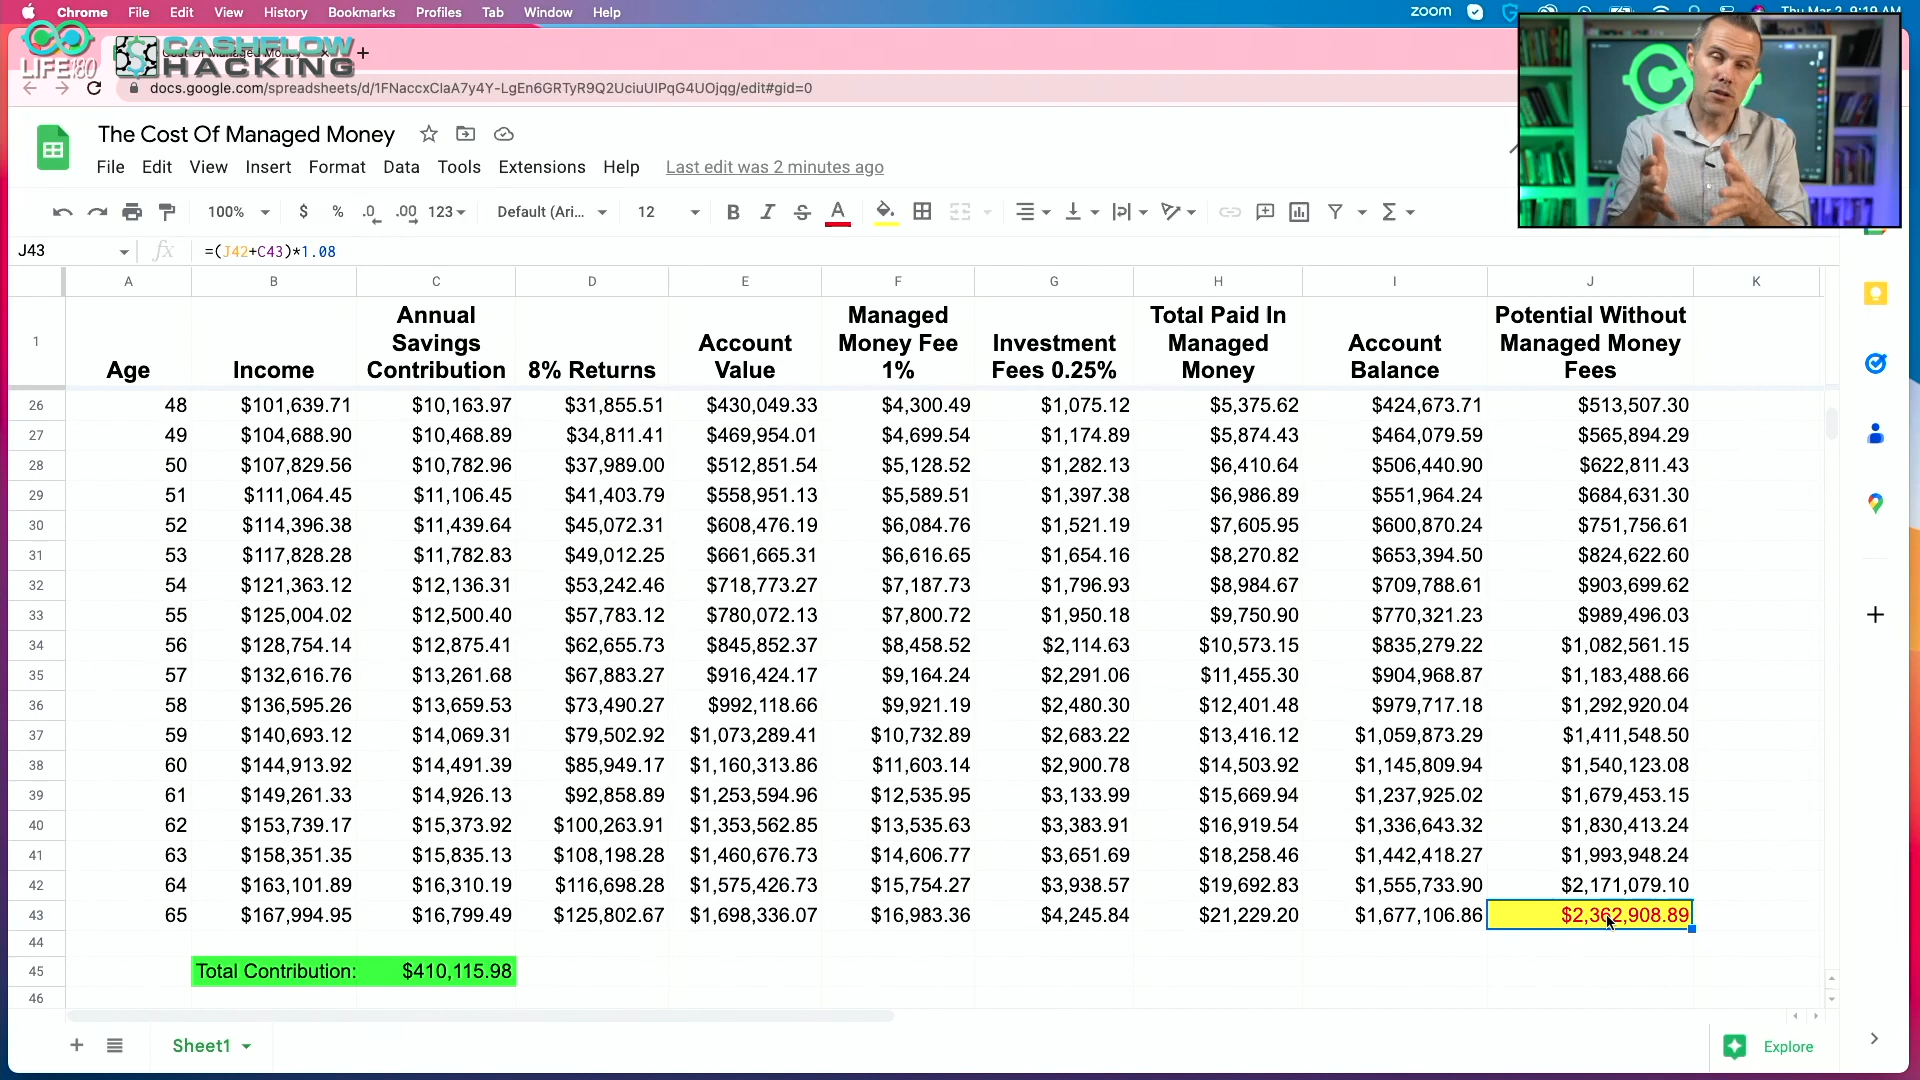 Chrome File Edit View History Bookmarks Profiles Tab Window Help zoom Thu Mar 2 9:19 AM
LIFE180
CASHFLOW
HACKING
docs.google.com/spreadsheets/d/1FNaccxClaA7y4Y-LgEn6GRTyR9Q2UciuUIPqG4UOjqg/edit#gid=0
The Cost Of Managed Money
File Edit View Insert Format Data Tools Extensions Help Last edit was 2 minutes ago
100% $ % .0 .00 123 Default (Ari... 12 B I S A
J43 fx =(J42+C43)*1.08
A B C D E F G H I J K
1 Age Income Annual Savings Contribution 8% Returns Account Value Managed Money Fee 1% Investment Fees 0.25% Total Paid In Managed Money Account Balance Potential Without Managed Money Fees
26 48 $101,639.71 $10,163.97 $31,855.51 $430,049.33 $4,300.49 $1,075.12 $5,375.62 $424,673.71 $513,507.30
27 49 $104,688.90 $10,468.89 $34,811.41 $469,954.01 $4,699.54 $1,174.89 $5,874.43 $464,079.59 $565,894.29
28 50 $107,829.56 $10,782.96 $37,989.00 $512,851.54 $5,128.52 $1,282.13 $6,410.64 $506,440.90 $622,811.43
29 51 $111,064.45 $11,106.45 $41,403.79 $558,951.13 $5,589.51 $1,397.38 $6,986.89 $551,964.24 $684,631.30
30 52 $114,396.38 $11,439.64 $45,072.31 $608,476.19 $6,084.76 $1,521.19 $7,605.95 $600,870.24 $751,756.61
31 53 $117,828.28 $11,782.83 $49,012.25 $661,665.31 $6,616.65 $1,654.16 $8,270.82 $653,394.50 $824,622.60
32 54 $121,363.12 $12,136.31 $53,242.46 $718,773.27 $7,187.73 $1,796.93 $8,984.67 $709,788.61 $903,699.62
33 55 $125,004.02 $12,500.40 $57,783.12 $780,072.13 $7,800.72 $1,950.18 $9,750.90 $770,321.23 $989,496.03
34 56 $128,754.14 $12,875.41 $62,655.73 $845,852.37 $8,458.52 $2,114.63 $10,573.15 $835,279.22 $1,082,561.15
35 57 $132,616.76 $13,261.68 $67,883.27 $916,424.17 $9,164.24 $2,291.06 $11,455.30 $904,968.87 $1,183,488.66
36 58 $136,595.26 $13,659.53 $73,490.27 $992,118.66 $9,921.19 $2,480.30 $12,401.48 $979,717.18 $1,292,920.04
37 59 $140,693.12 $14,069.31 $79,502.92 $1,073,289.41 $10,732.89 $2,683.22 $13,416.12 $1,059,873.29 $1,411,548.50
38 60 $144,913.92 $14,491.39 $85,949.17 $1,160,313.86 $11,603.14 $2,900.78 $14,503.92 $1,145,809.94 $1,540,123.08
39 61 $149,261.33 $14,926.13 $92,858.89 $1,253,594.96 $12,535.95 $3,133.99 $15,669.94 $1,237,925.02 $1,679,453.15
40 62 $153,739.17 $15,373.92 $100,263.91 $1,353,562.85 $13,535.63 $3,383.91 $16,919.54 $1,336,643.32 $1,830,413.24
41 63 $158,351.35 $15,835.13 $108,198.28 $1,460,676.73 $14,606.77 $3,651.69 $18,258.46 $1,442,418.27 $1,993,948.24
42 64 $163,101.89 $16,310.19 $116,698.28 $1,575,426.73 $15,754.27 $3,938.57 $19,692.83 $1,555,733.90 $2,171,079.10
43 65 $167,994.95 $16,799.49 $125,802.67 $1,698,336.07 $16,983.36 $4,245.84 $21,229.20 $1,677,106.86 $2,362,908.89
44
45 Total Contribution: $410,115.98
46
Sheet1 Explore